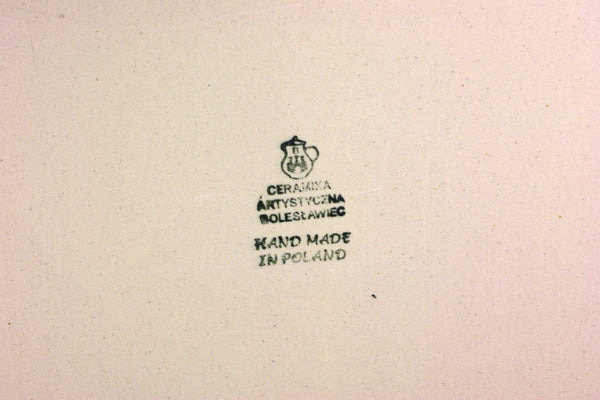 B
CERAMIKA
ARTYSTYCZNA
BOLESŁAWIEC
HAND MADE
IN POLAND